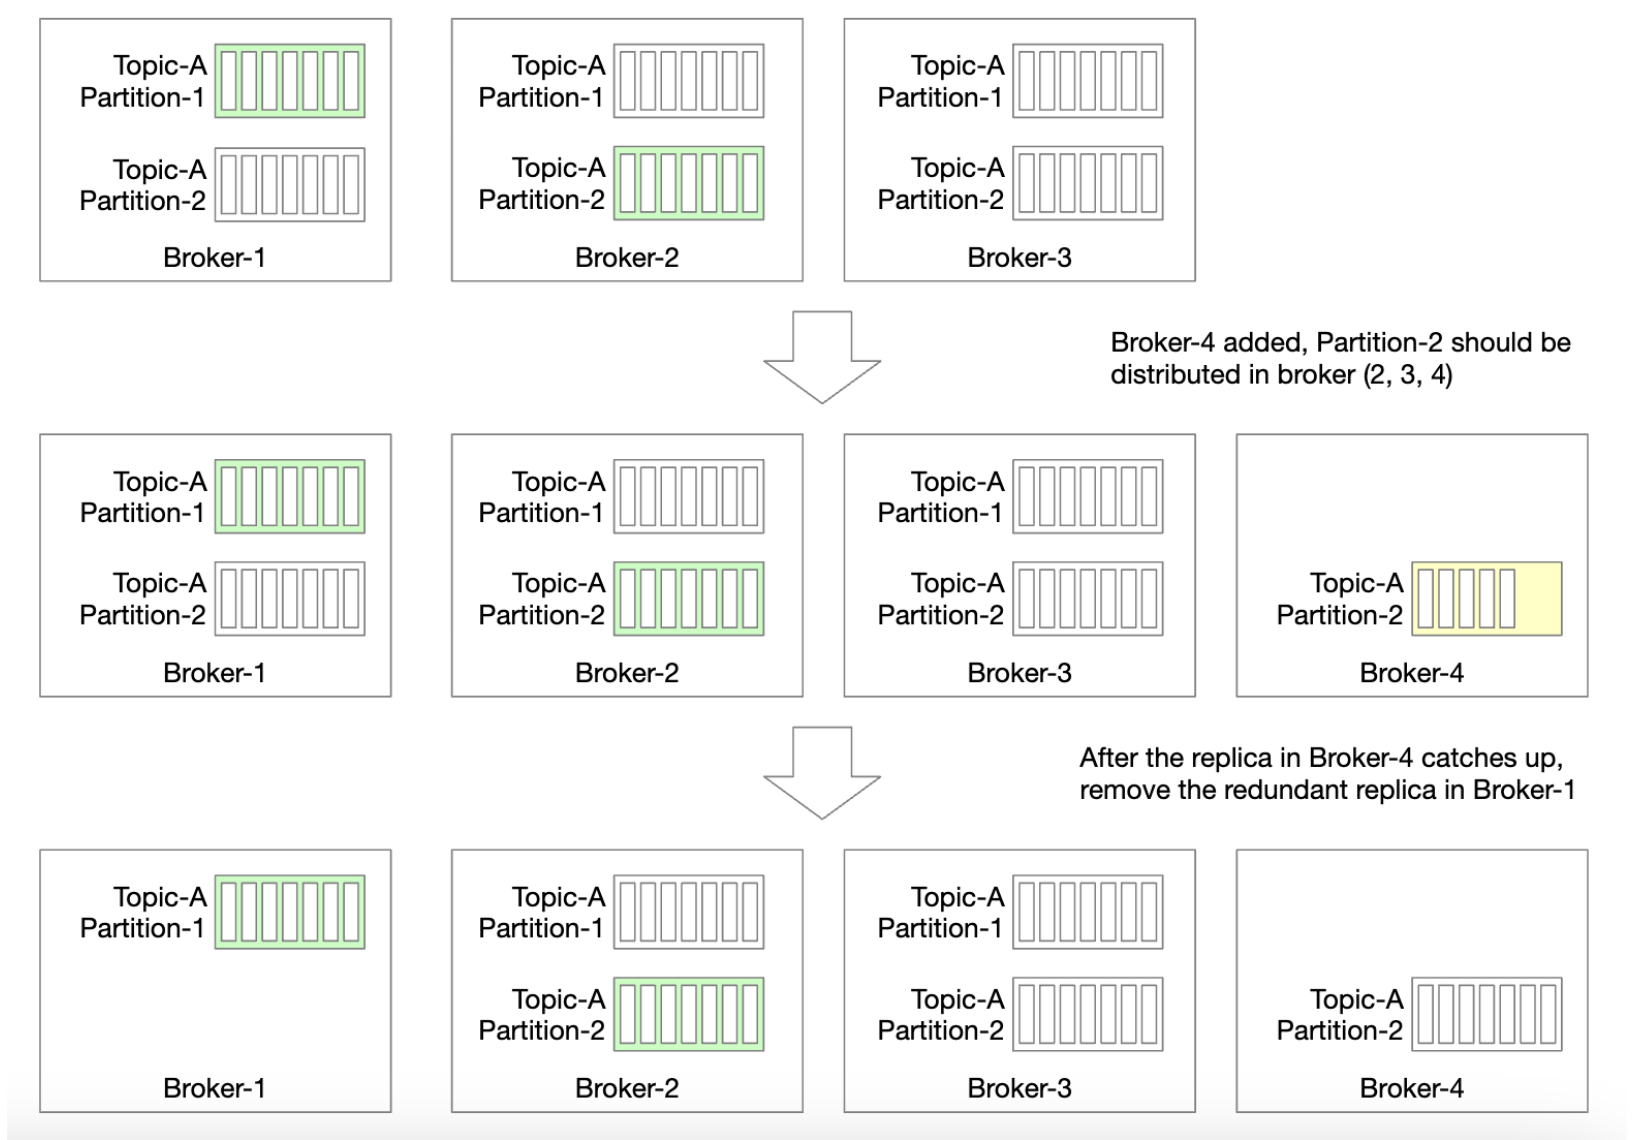 Topic-A
Partition-1
Topic-A
Partition-2
Broker-1
Topic-A
Partition-1
Topic-A
Partition-2
Broker-2
Topic-A
Partition-1
Topic-A
Partition-2
Broker-3
Broker-4 added, Partition-2 should be
distributed in broker (2, 3, 4)
Topic-A
Partition-1
Topic-A
Partition-2
Broker-1
Topic-A
Partition-1
Topic-A
Partition-2
Broker-2
Topic-A
Partition-1
Topic-A
Partition-2
Broker-3
Topic-A
Partition-2
Broker-4
After the replica in Broker-4 catches up,
remove the redundant replica in Broker-1
Topic-A
Partition-1
Broker-1
Topic-A
Partition-1
Topic-A
Partition-2
Broker-2
Topic-A
Partition-1
Topic-A
Partition-2
Broker-3
Topic-A
Partition-2
Broker-4